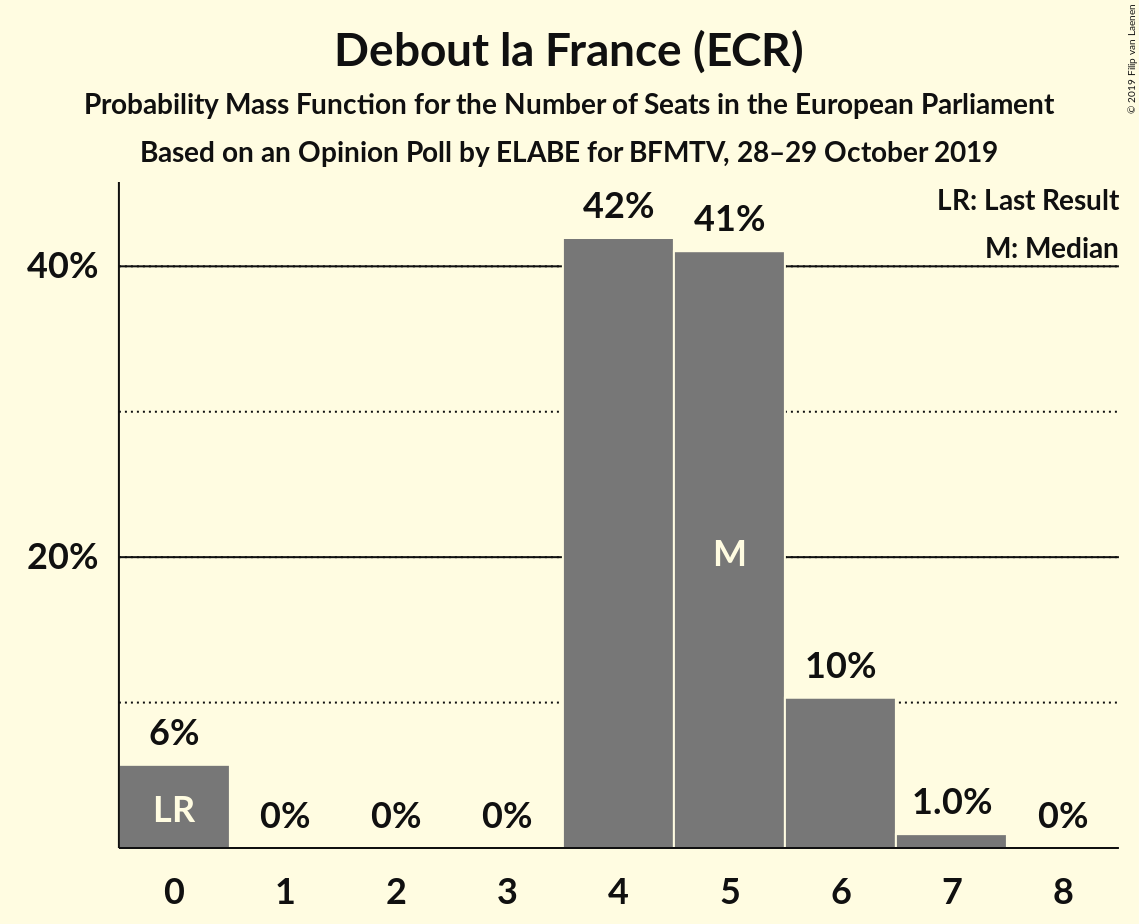 Debout la France (ECR)
Probability Mass Function for the Number of Seats in the European Parliament
Based on an Opinion Poll by ELABE for BFMTV, 28–29 October 2019
© 2019 Filip van Laenen
LR: Last Result
M: Median
42%
41%
40%
20%
M
10%
6%
LR
0%
0%
0%
1.0%
0%
0
1
2
3
4
5
6
7
8